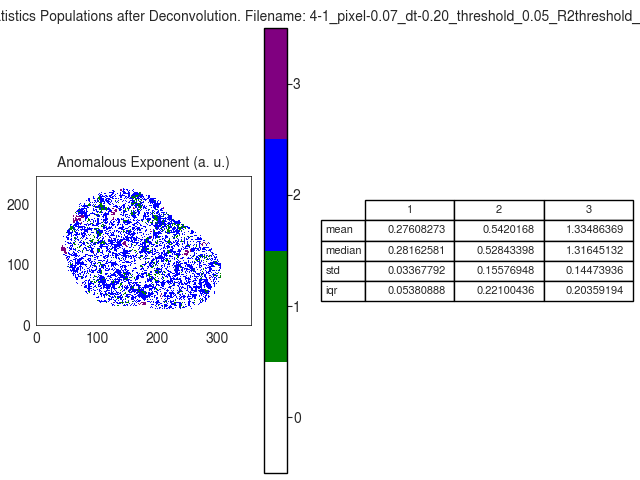 tistics Populations after Deconvolution. Filename: 4-1_pixel-0.07_dt-0.20_threshold_0.05_R2threshold_
Anomalous Exponent (a. u.)
200
100
0
0 100 200 300
3
2
1
0
1 2 3
mean 0.27608273 0.5420168 1.33486369
median 0.28162581 0.52843398 1.31645132
std 0.03367792 0.15576948 0.14473936
iqr 0.05380888 0.22100436 0.20359194